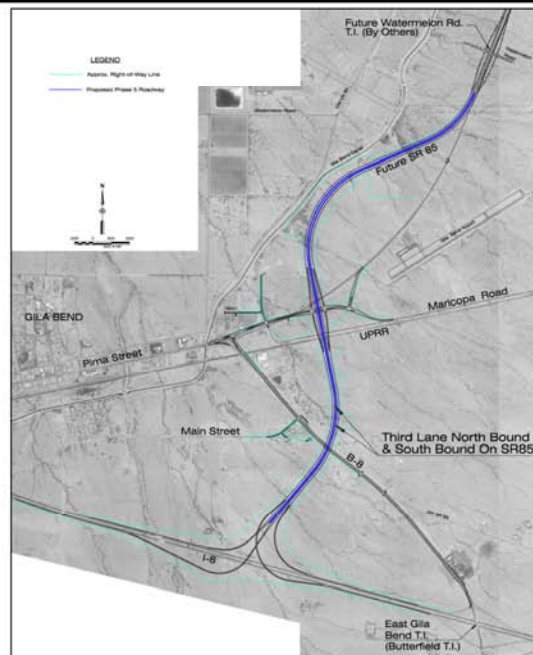 Future Watermelon Rd.
T.I. (By Others)
LEGEND
Approx. Right-of-Way Line
Proposed Phase 5 Roadway
Watermelon Road
Future SR 85
N
GILA BEND
Pima Street
Maricopa Road
UPRR
Main Street
Third Lane North Bound
& South Bound On SR85
B-8
I-8
East Gila
Bend T.I.
(Butterfield T.I.)